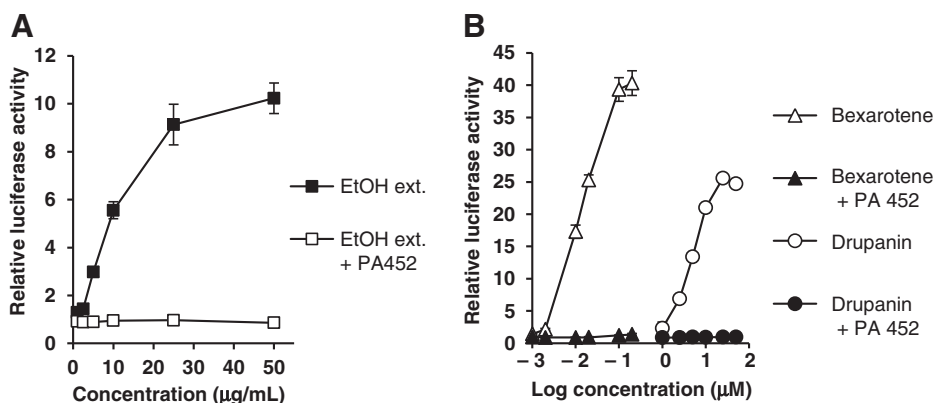 A
Relative luciferase activity
12
10
8
6
4
2
0
0 10 20 30 40 50
Concentration (μg/mL)
EtOH ext.
EtOH ext.
+ PA452
B
Relative luciferase activity
45
40
35
30
25
20
15
10
5
0
–3 –2 –1 0 1 2
Log concentration (μM)
Bexarotene
Bexarotene
+ PA 452
Drupanin
Drupanin
+ PA 452